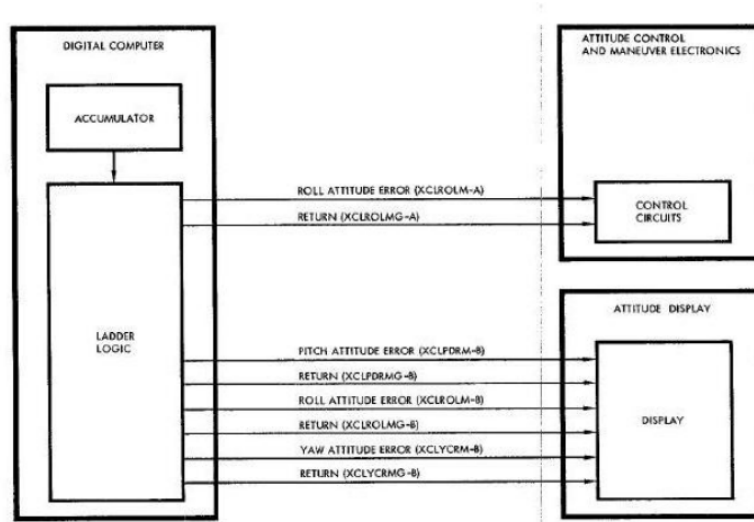 DIGITAL COMPUTER
ACCUMULATOR
LADDER
LOGIC
ATTITUDE CONTROL
AND MANEUVER ELECTRONICS
ROLL ATTITUDE ERROR (XCLROLM-A)
RETURN (XCLROLMG-A)
CONTROL
CIRCUITS
ATTITUDE DISPLAY
PITCH ATTITUDE ERROR (XCLPDRM-B)
RETURN (XCLPDRMG-B)
ROLL ATTITUDE ERROR (XCLROLM-B)
RETURN (XCLROLMG-B)
YAW ATTITUDE ERROR (XCLYCRM-B)
RETURN (XCLYCRMG-B)
DISPLAY